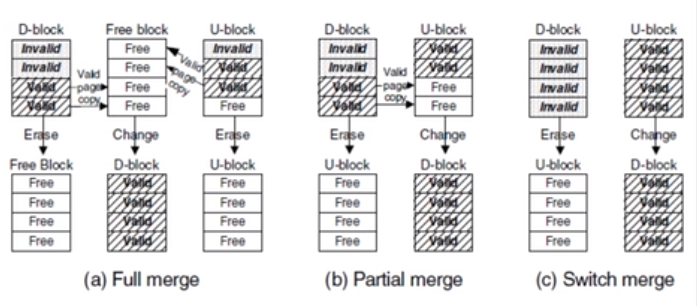 D-block Free block U-block D-block U-block D-block U-block
Invalid Free Invalid Invalid Valid Invalid Valid
Invalid Free Valid Invalid Valid Invalid Valid
Valid Free Valid Valid Free Invalid Valid
Valid Free Free Valid Free Invalid Valid
Valid page copy
Valid page copy
Valid page copy
Erase Change Erase Erase Change Erase Change
Free Block D-block U-block U-block D-block U-block D-block
Free Valid Free Free Valid Free Valid
Free Valid Free Free Valid Free Valid
Free Valid Free Free Valid Free Valid
Free Valid Free Free Valid Free Valid
(a) Full merge (b) Partial merge (c) Switch merge